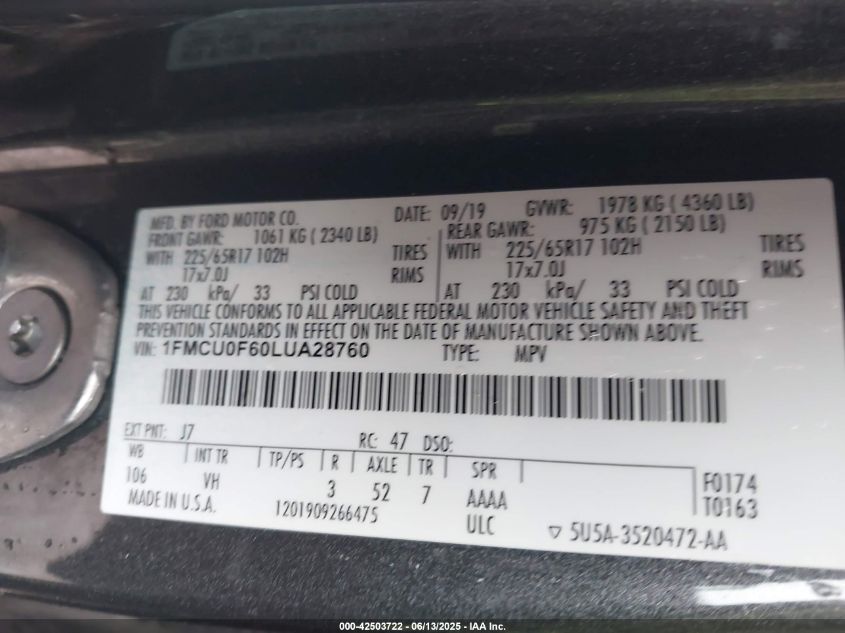 MFD. BY FORD MOTOR CO. DATE: 09/19 GVWR: 1978 KG ( 4360 LB)
FRONT GAWR: 1061 KG ( 2340 LB) REAR GAWR: 975 KG ( 2150 LB)
WITH 225/65R17 102H TIRES WITH 225/65R17 102H TIRES
17x7.0J RIMS 17x7.0J RIMS
AT 230 kPa/ 33 PSI COLD AT 230 kPa/ 33 PSI COLD
THIS VEHICLE CONFORMS TO ALL APPLICABLE FEDERAL MOTOR VEHICLE SAFETY AND THEFT
PREVENTION STANDARDS IN EFFECT ON THE DATE OF MANUFACTURE SHOWN ABOVE.
VIN: 1FMCU0F60LUA28760 TYPE: MPV
EXT PNT: J7 RC: 47 DSO:
WB INT TR TP/PS R AXLE TR SPR
106 VH 3 52 7 AAAA F0174
MADE IN U.S.A. 1201909266475 ULC T0163
5U5A-3520472-AA
000-42503722 - 06/13/2025 - IAA Inc.